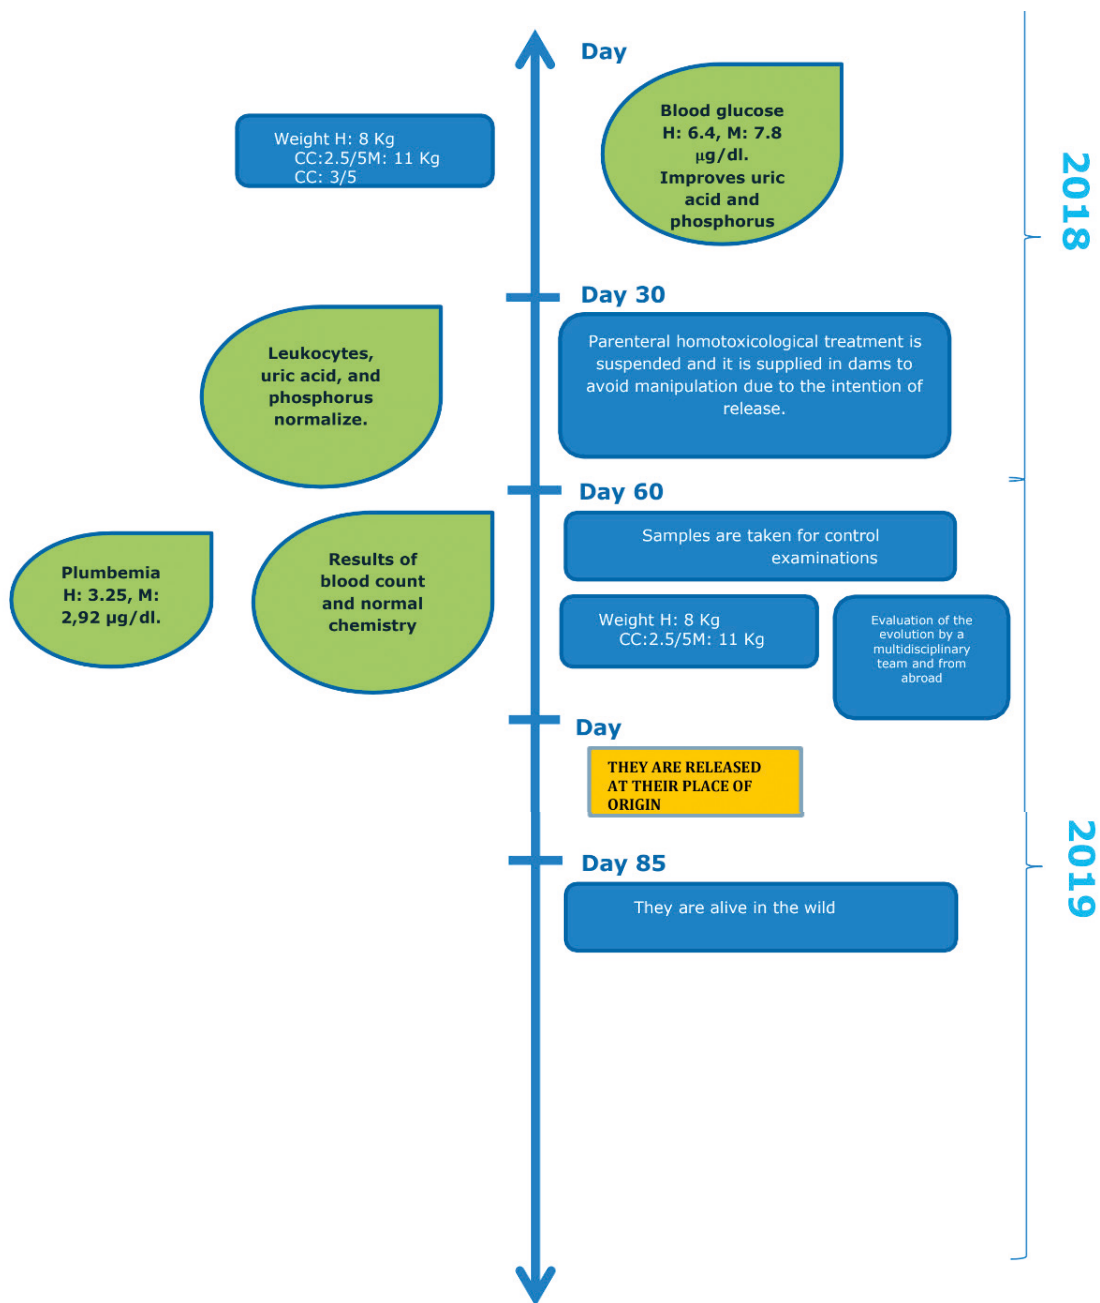 Day
Blood glucose
H: 6.4, M: 7.8
μg/dl.
Improves uric
acid and
phosphorus
Weight H: 8 Kg
CC:2.5/5M: 11 Kg
CC: 3/5
2018
Day 30
Parenteral homotoxicological treatment is
suspended and it is supplied in dams to
avoid manipulation due to the intention of
release.
Leukocytes,
uric acid, and
phosphorus
normalize.
Day 60
Samples are taken for control
examinations
Plumbemia
H: 3.25, M:
2,92 μg/dl.
Results of
blood count
and normal
chemistry
Weight H: 8 Kg
CC:2.5/5M: 11 Kg
Evaluation of the
evolution by a
multidisciplinary
team and from
abroad
Day
THEY ARE RELEASED
AT THEIR PLACE OF
ORIGIN
2019
Day 85
They are alive in the wild